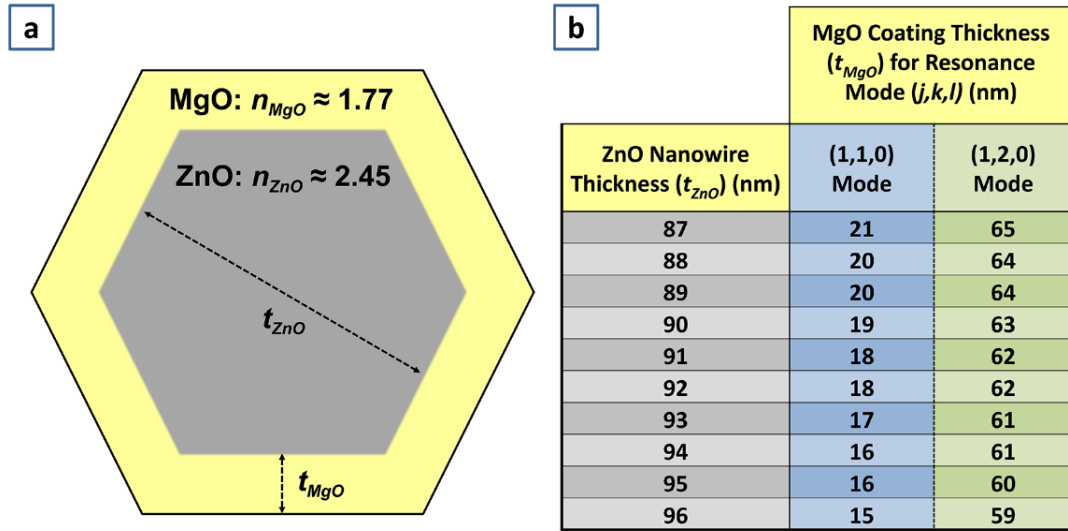 a
MgO: nMgO ≈ 1.77
ZnO: nZnO ≈ 2.45
tZnO
tMgO
b
MgO Coating Thickness
(tMgO) for Resonance
Mode (j,k,l) (nm)
ZnO Nanowire
Thickness (tZnO) (nm)
(1,1,0)
Mode
(1,2,0)
Mode
87 21 65
88 20 64
89 20 64
90 19 63
91 18 62
92 18 62
93 17 61
94 16 61
95 16 60
96 15 59